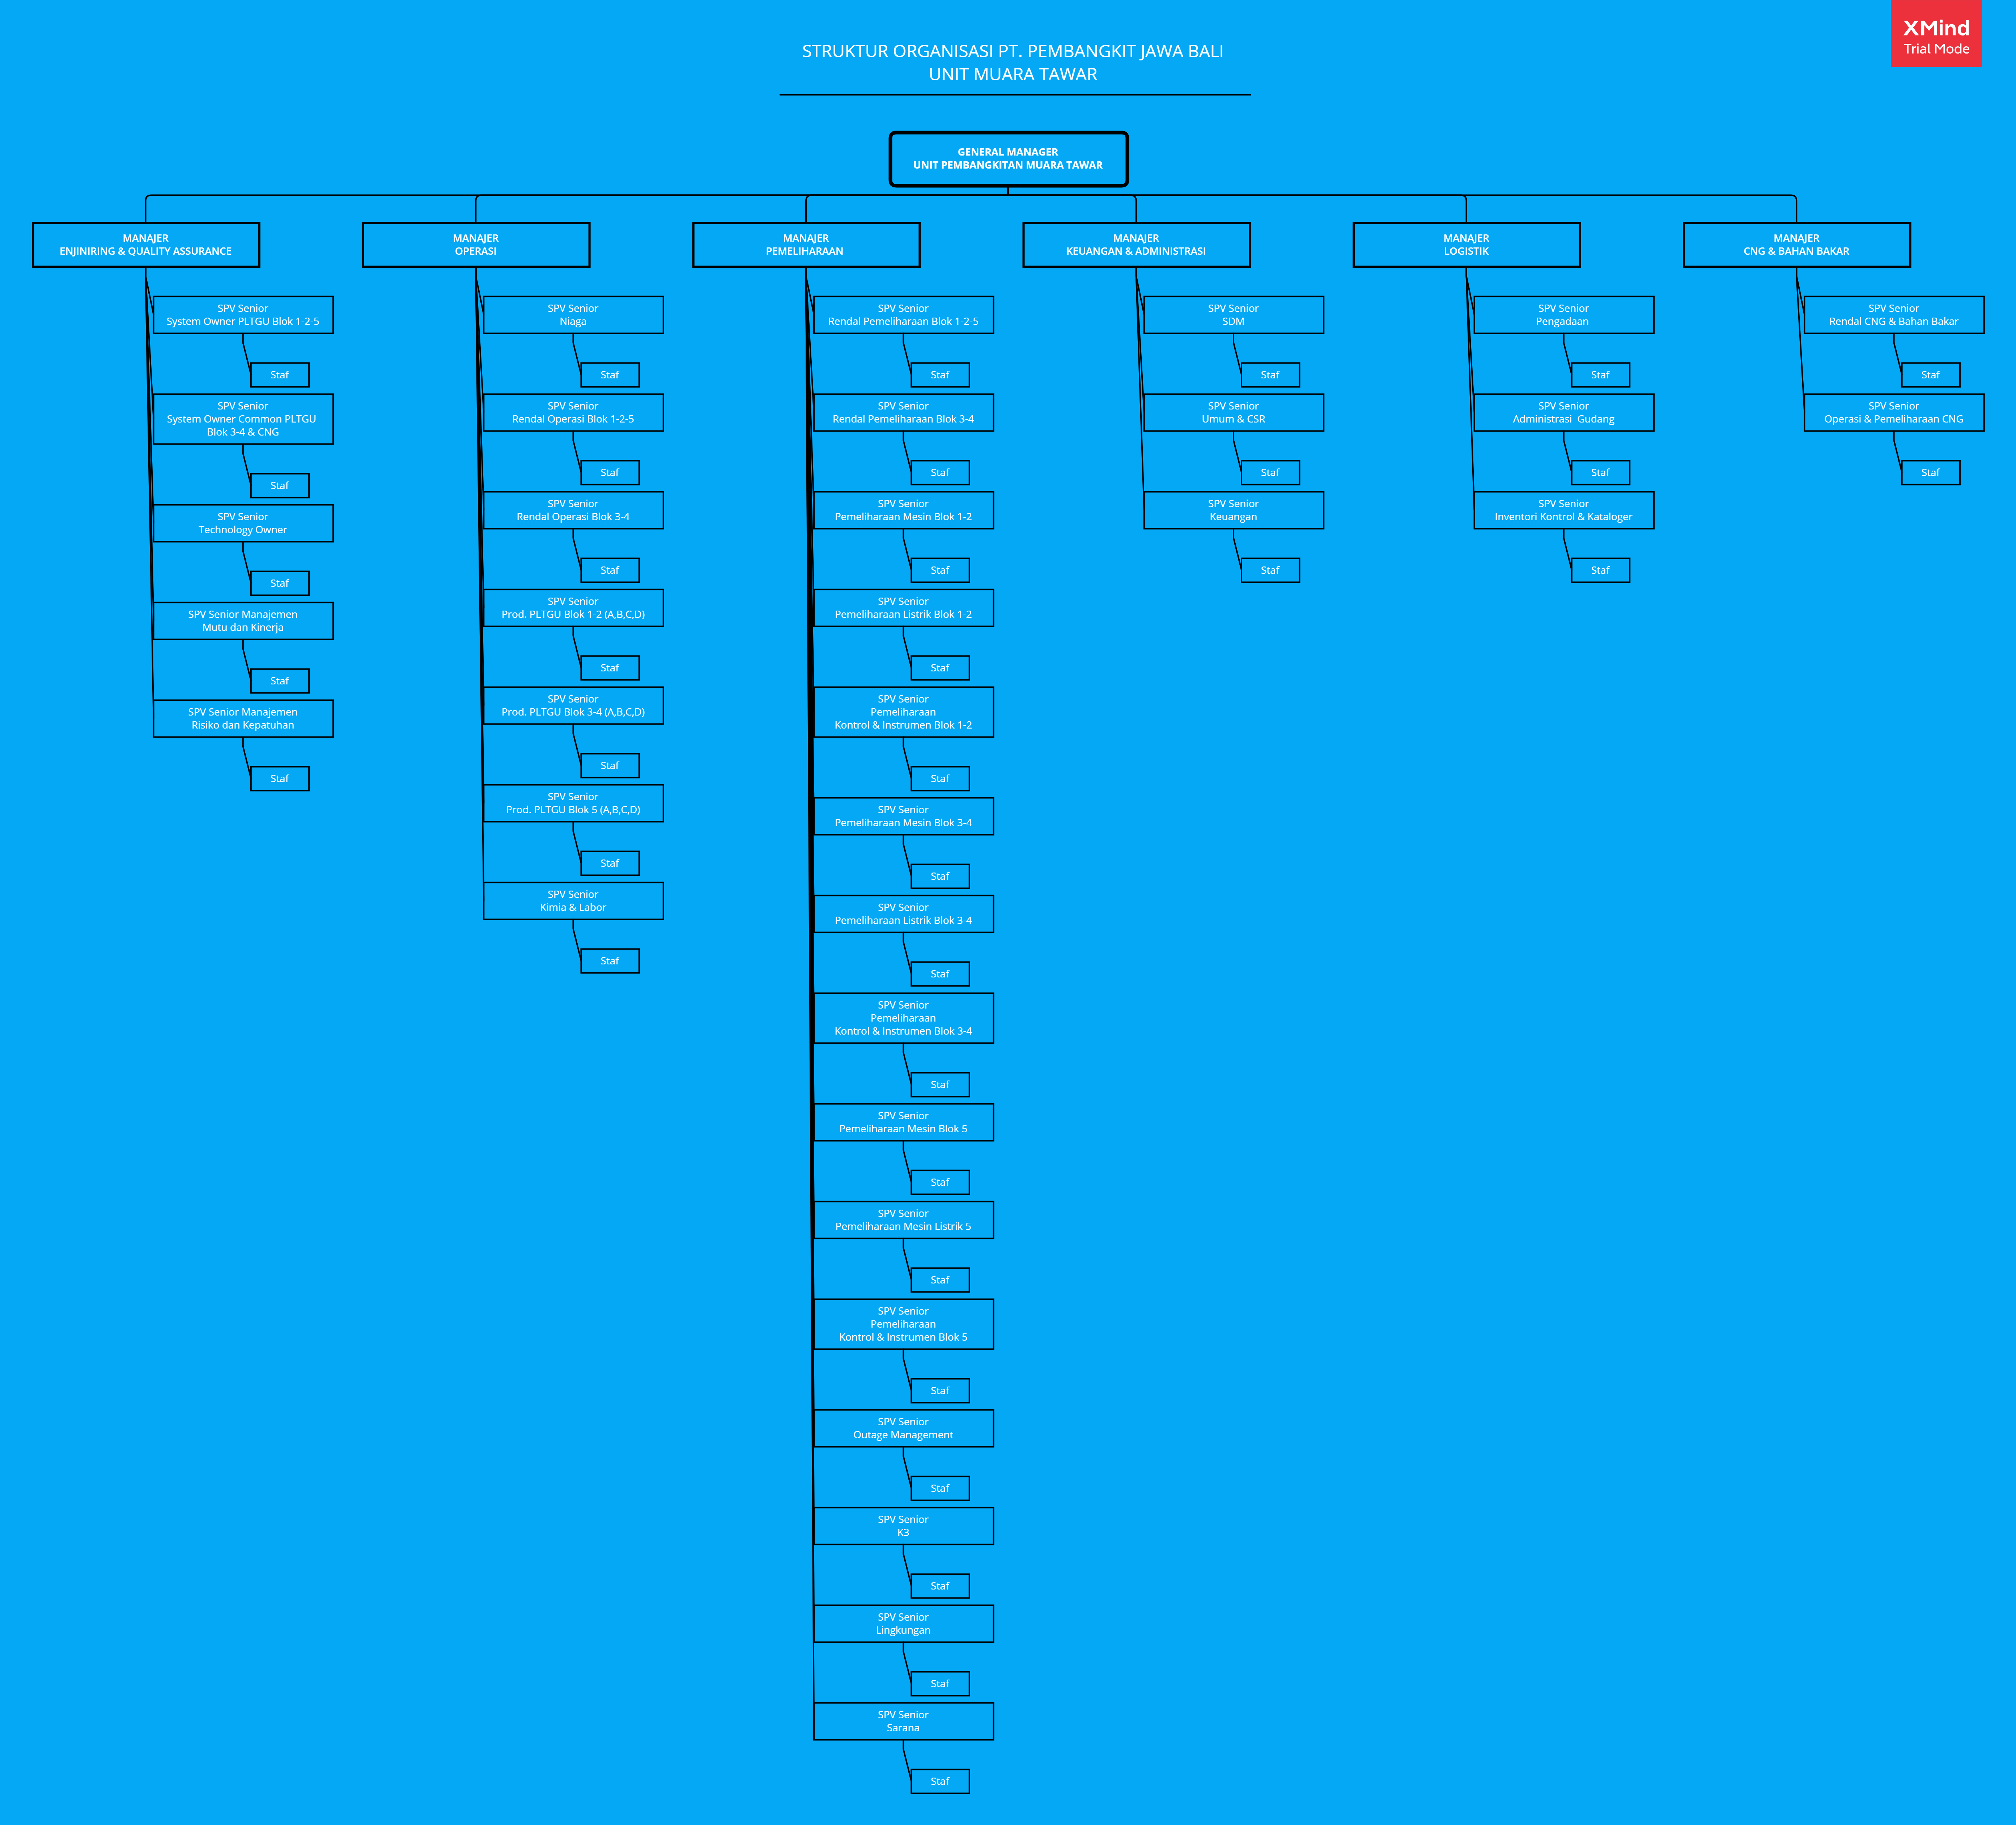 XMind
Trial Mode
STRUKTUR ORGANISASI PT. PEMBANGKIT JAWA BALI
UNIT MUARA TAWAR
GENERAL MANAGER
UNIT PEMBANGKITAN MUARA TAWAR
MANAJER
ENJINIRING & QUALITY ASSURANCE
SPV Senior
System Owner PLTGU Blok 1-2-5
Staf
SPV Senior
System Owner Common PLTGU
Blok 3-4 & CNG
Staf
SPV Senior
Technology Owner
Staf
SPV Senior Manajemen
Mutu dan Kinerja
Staf
SPV Senior Manajemen
Risiko dan Kepatuhan
Staf
MANAJER
OPERASI
SPV Senior
Niaga
Staf
SPV Senior
Rendal Operasi Blok 1-2-5
Staf
SPV Senior
Rendal Operasi Blok 3-4
Staf
SPV Senior
Prod. PLTGU Blok 1-2 (A,B,C,D)
Staf
SPV Senior
Prod. PLTGU Blok 3-4 (A,B,C,D)
Staf
SPV Senior
Prod. PLTGU Blok 5 (A,B,C,D)
Staf
SPV Senior
Kimia & Labor
Staf
MANAJER
PEMELIHARAAN
SPV Senior
Rendal Pemeliharaan Blok 1-2-5
Staf
SPV Senior
Rendal Pemeliharaan Blok 3-4
Staf
SPV Senior
Pemeliharaan Mesin Blok 1-2
Staf
SPV Senior
Pemeliharaan Listrik Blok 1-2
Staf
SPV Senior
Pemeliharaan
Kontrol & Instrumen Blok 1-2
Staf
SPV Senior
Pemeliharaan Mesin Blok 3-4
Staf
SPV Senior
Pemeliharaan Listrik Blok 3-4
Staf
SPV Senior
Pemeliharaan
Kontrol & Instrumen Blok 3-4
Staf
SPV Senior
Pemeliharaan Mesin Blok 5
Staf
SPV Senior
Pemeliharaan Mesin Listrik 5
Staf
SPV Senior
Pemeliharaan
Kontrol & Instrumen Blok 5
Staf
SPV Senior
Outage Management
Staf
SPV Senior
K3
Staf
SPV Senior
Lingkungan
Staf
SPV Senior
Sarana
Staf
MANAJER
KEUANGAN & ADMINISTRASI
SPV Senior
SDM
Staf
SPV Senior
Umum & CSR
Staf
SPV Senior
Keuangan
Staf
MANAJER
LOGISTIK
SPV Senior
Pengadaan
Staf
SPV Senior
Administrasi Gudang
Staf
SPV Senior
Inventori Kontrol & Kataloger
Staf
MANAJER
CNG & BAHAN BAKAR
SPV Senior
Rendal CNG & Bahan Bakar
Staf
SPV Senior
Operasi & Pemeliharaan CNG
Staf